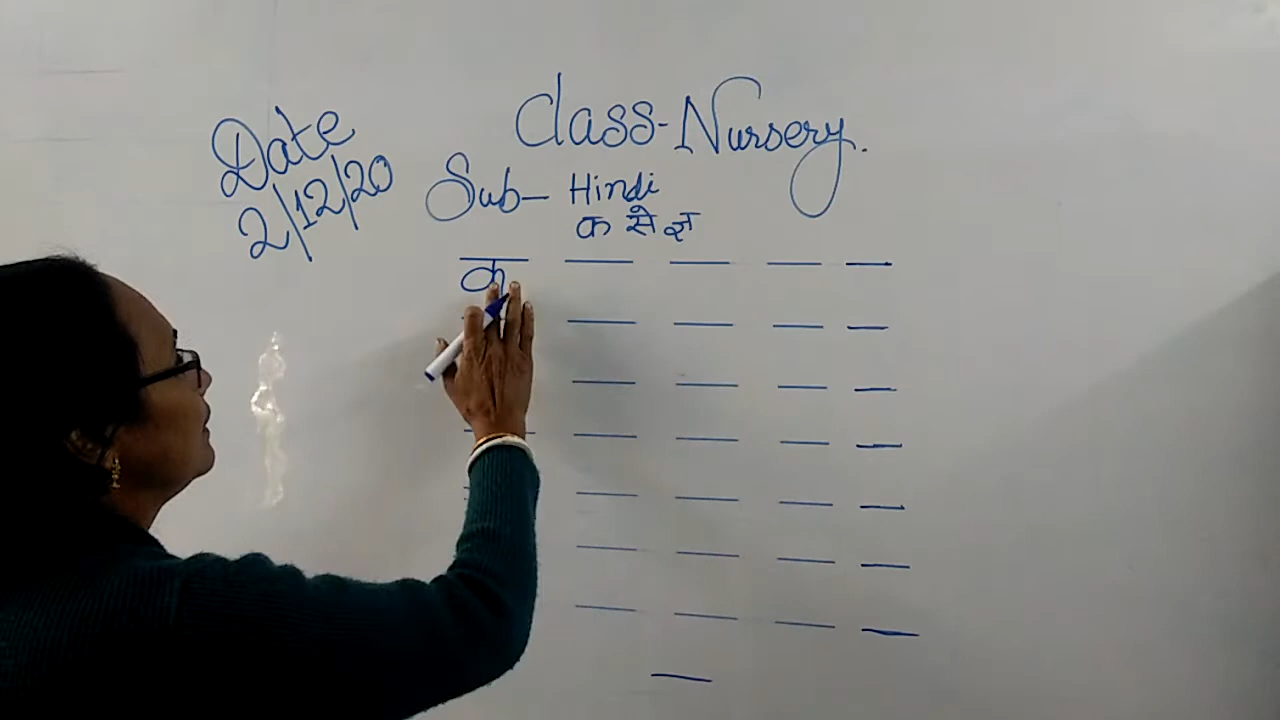 Date
2/12/20
Class-Nursery.
Sub- Hindi
क से ज्ञ
क